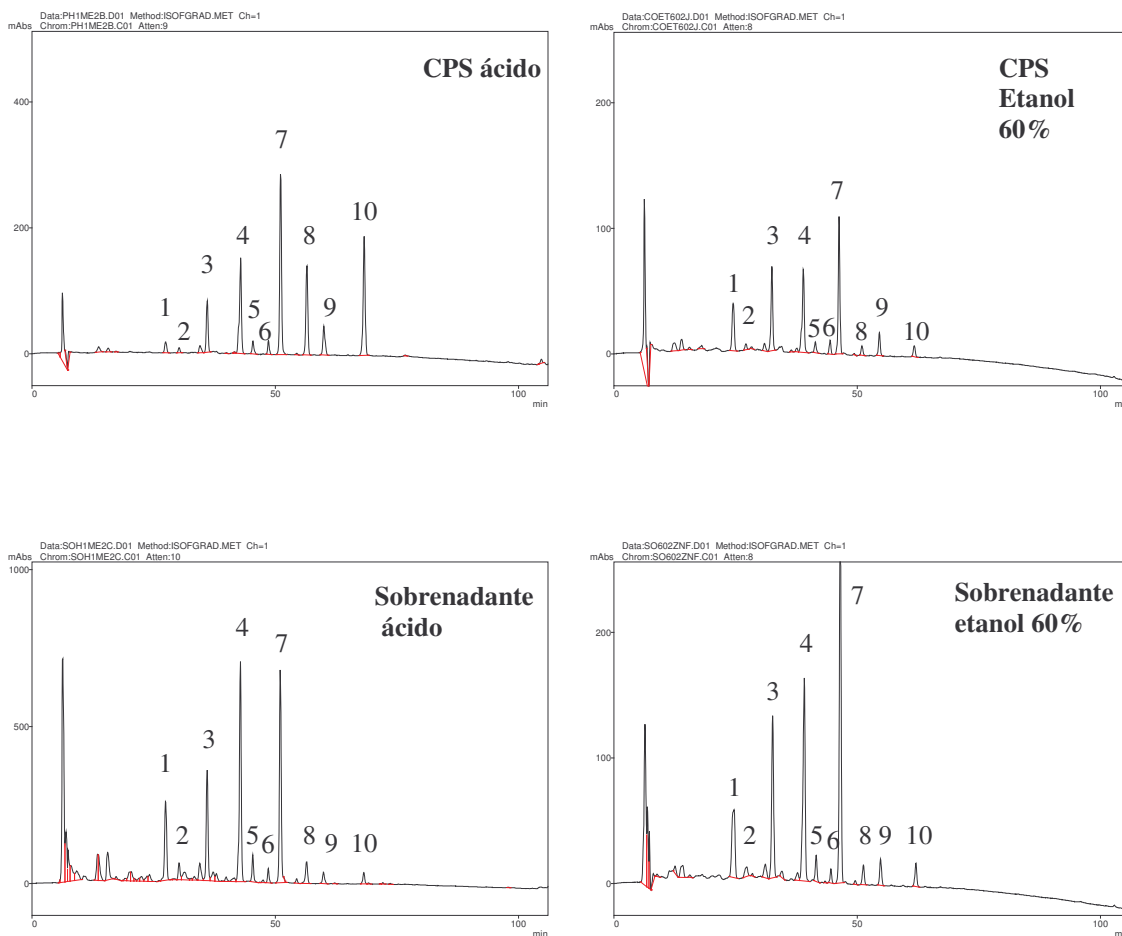 Data:PH1ME2B.D01 Method:ISOFGRAD.MET Ch=1
mAbs Chrom:PH1ME2B.C01 Atten:9
CPS ácido
400
200
0
1
2
3
4
5
6
7
8
9
10
0 50 100
min
Data:COET602J.D01 Method:ISOFGRAD.MET Ch=1
mAbs Chrom:COET602J.C01 Atten:8
CPS
Etanol
60%
200
100
0
1
2
3
4
5
6
7
8
9
10
0 50 100
m
Data:SOH1ME2C.D01 Method:ISOFGRAD.MET Ch=1
mAbs Chrom:SOH1ME2C.C01 Atten:10
Sobrenadante
ácido
1000
500
0
1
2
3
4
5
6
7
8
9
10
0 50 100
min
Data:SO602ZNF.D01 Method:ISOFGRAD.MET Ch=1
mAbs Chrom:SO602ZNF.C01 Atten:8
Sobrenadante
etanol 60%
200
100
0
1
2
3
4
5
6
7
8
9
10
0 50 100
m